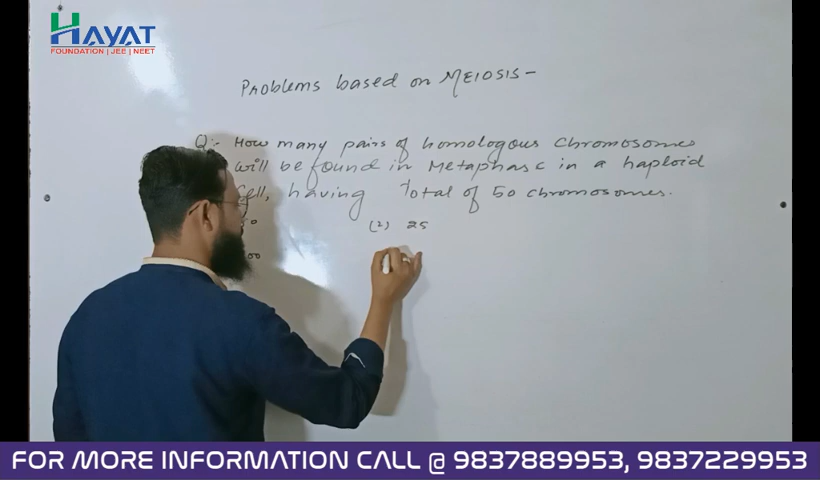 HAYAT
FOUNDATION | JEE | NEET
Problems based on MEIOSIS-
Q:- How many pairs of homologous chromosomes
will be found in Metaphase in a haploid
Cell, having Total of 50 chromosomes.
(2) 25
FOR MORE INFORMATION CALL @ 9837889953, 9837229953